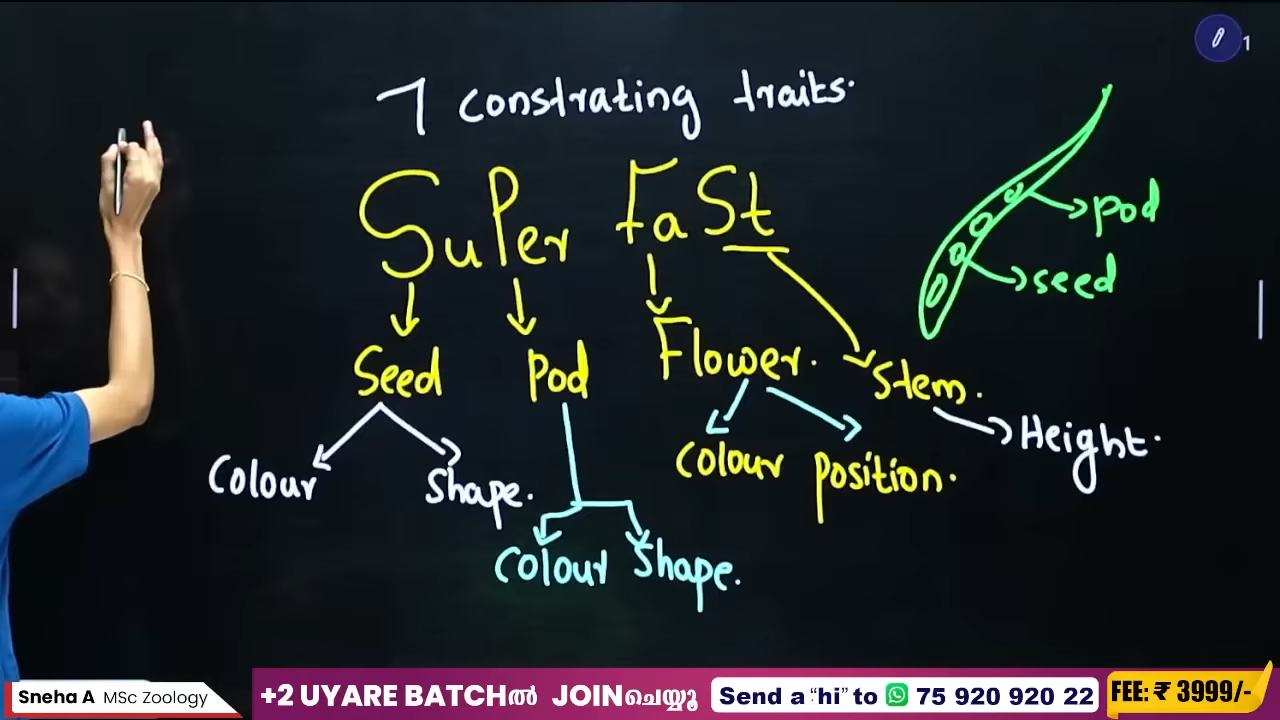 1
7 constrating traits.
SuPer FaSt
pod
seed
Seed
Pod
Flower.
Stem.
Height.
Colour
Shape.
Colour
position.
Colour
Shape.
Sneha A MSc Zoology
+2 UYARE BATCHൽ JOINചെയ്യൂ
Send a “hi” to 75 920 920 22
FEE: ₹ 3999/-